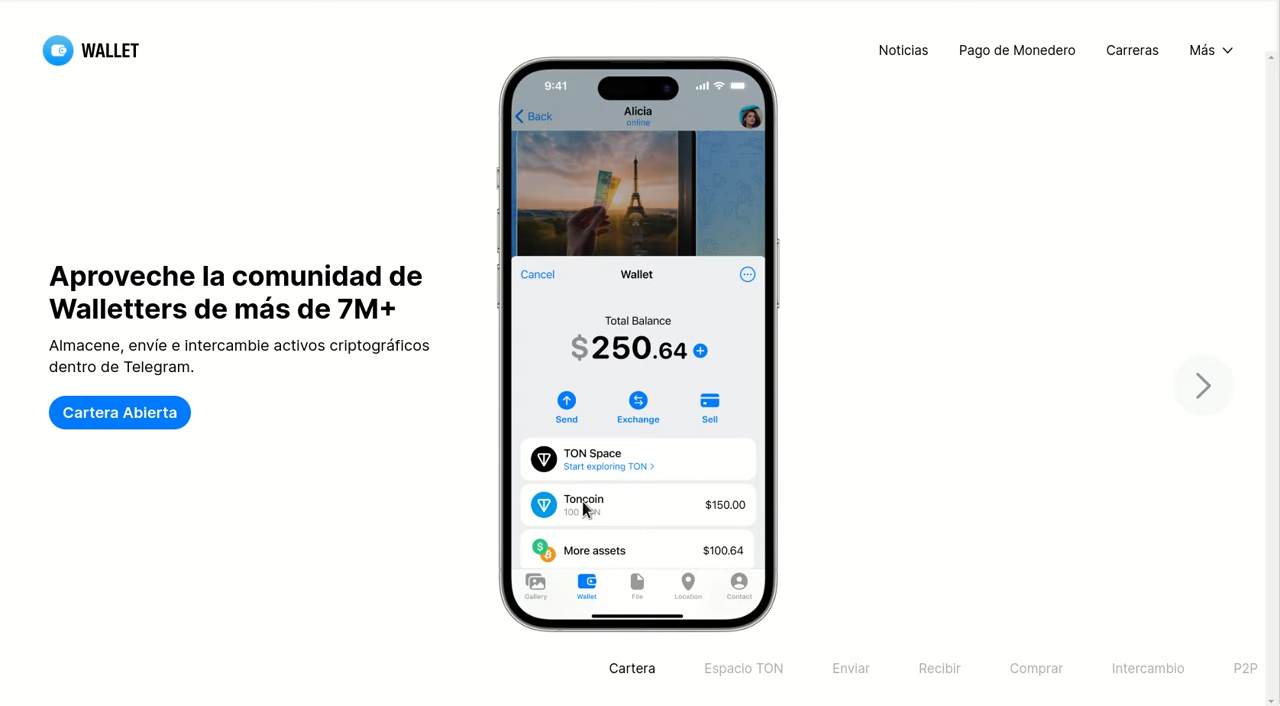 WALLET
Noticias
Pago de Monedero
Carreras
Más
9:41
Back
Alicia
online
Aproveche la comunidad de
Walletters de más de 7M+
Almacene, envíe e intercambie activos criptográficos
dentro de Telegram.
Cartera Abierta
Cancel
Wallet
Total Balance
$250.64
Send
Exchange
Sell
TON Space
Start exploring TON
Toncoin
$150.00
100
More assets
$100.64
Gallery
Wallet
File
Location
Contact
Cartera
Espacio TON
Enviar
Recibir
Comprar
Intercambio
P2P